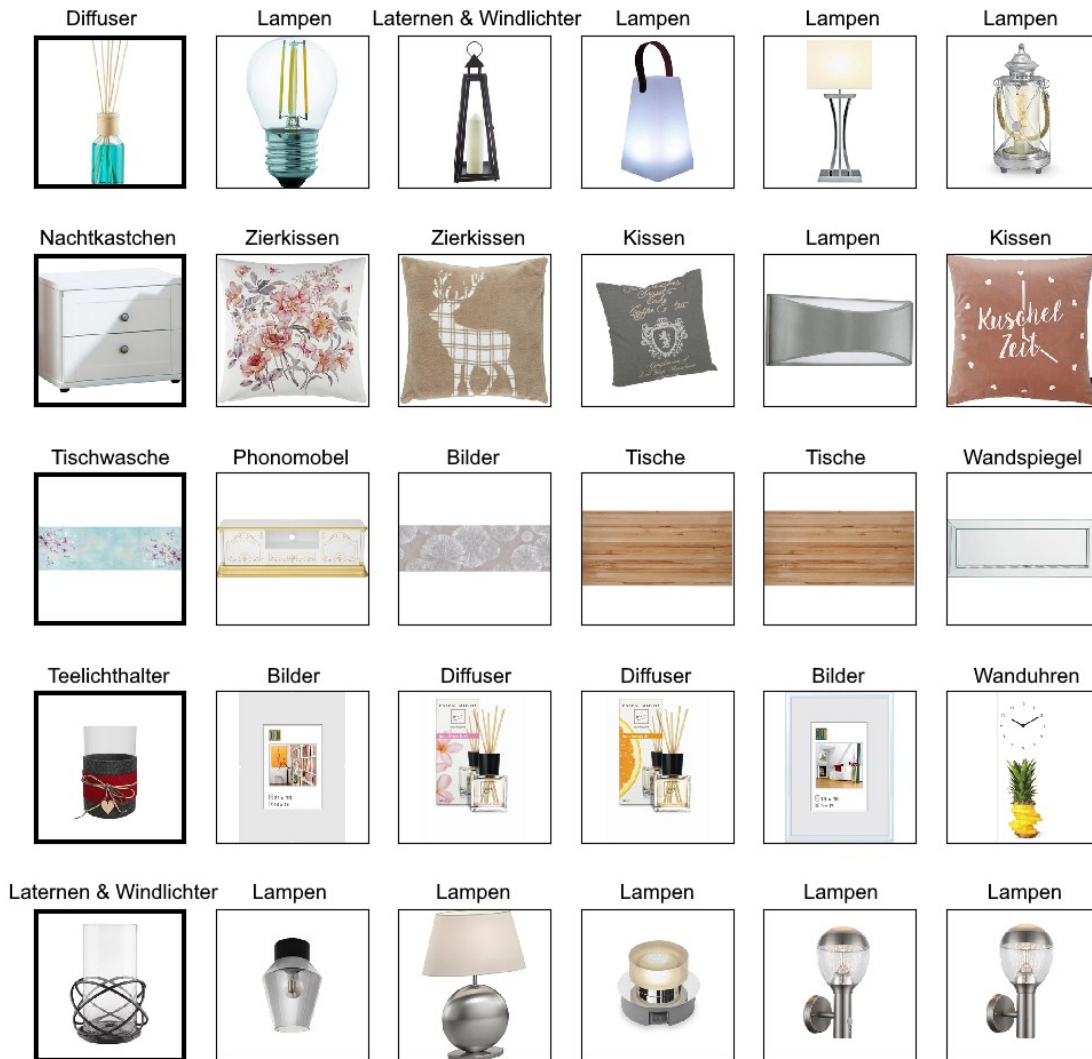 Diffuser
Lampen
Laternen & Windlichter
Lampen
Lampen
Lampen
Nachtkastchen
Zierkissen
Zierkissen
Kissen
Lampen
Kissen
Kuschel
Zeit
Tischwasche
Phonomobel
Bilder
Tische
Tische
Wandspiegel
Teelichthalter
Bilder
Diffuser
Diffuser
Bilder
Wanduhren
Laternen & Windlichter
Lampen
Lampen
Lampen
Lampen
Lampen